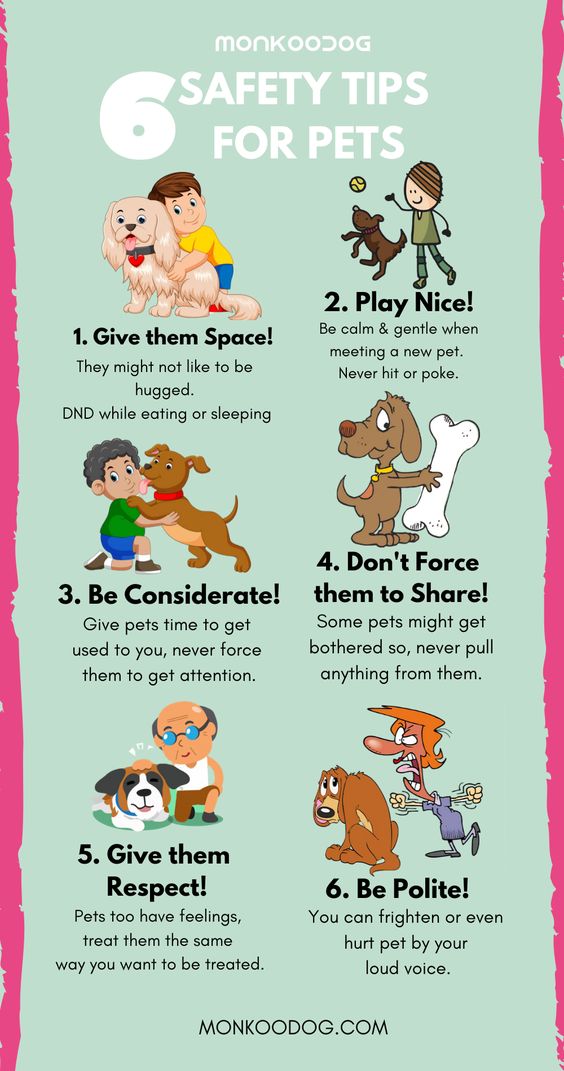 MONKOODOG
6 SAFETY TIPS
FOR PETS
1. Give them Space!
They might not like to be
hugged.
DND while eating or sleeping
2. Play Nice!
Be calm & gentle when
meeting a new pet.
Never hit or poke.
3. Be Considerate!
Give pets time to get
used to you, never force
them to get attention.
4. Don't Force
them to Share!
Some pets might get
bothered so, never pull
anything from them.
5. Give them
Respect!
Pets too have feelings,
treat them the same
way you want to be treated.
6. Be Polite!
You can frighten or even
hurt pet by your
loud voice.
MONKOODOG.COM